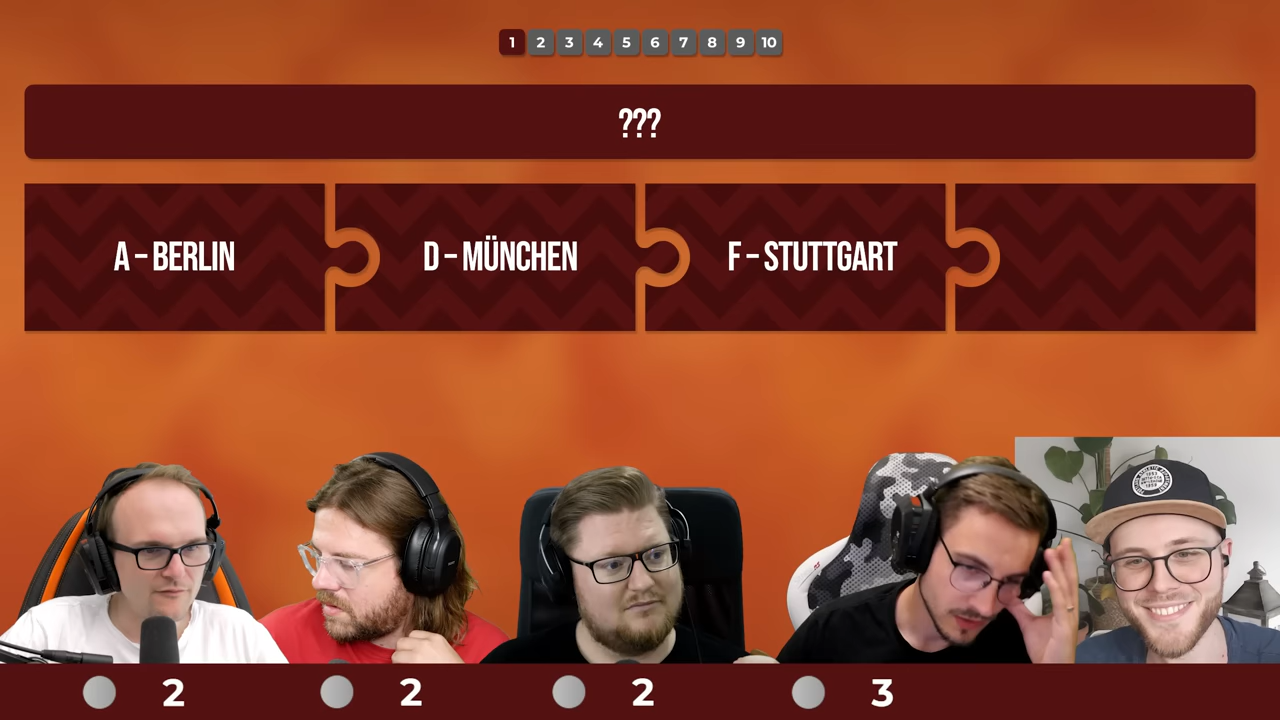 1 2 3 4 5 6 7 8 9 10
???
A – BERLIN
D – MÜNCHEN
F – STUTTGART
2
2
2
3